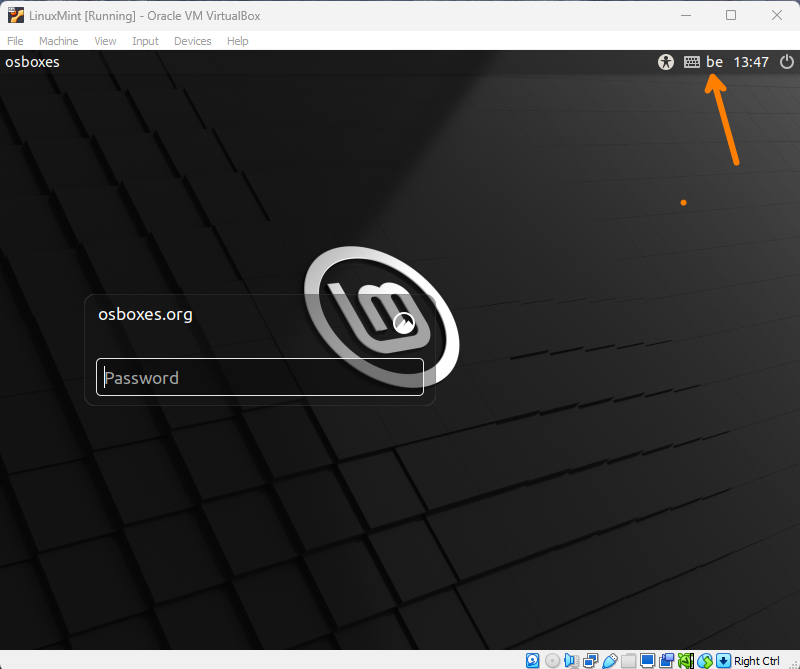 LinuxMint [Running] - Oracle VM VirtualBox
File Machine View Input Devices Help
osboxes be 13:47
osboxes.org
Password
Right Ctrl